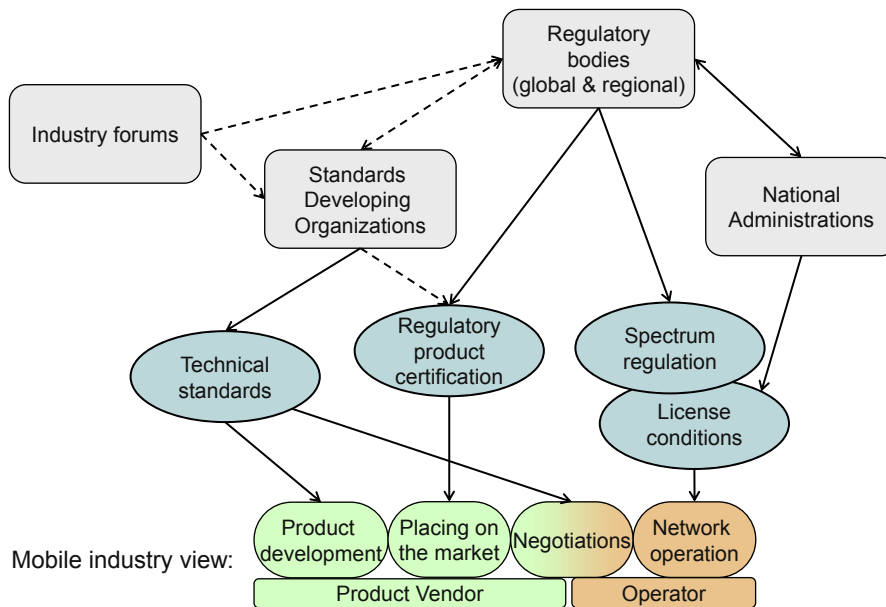 Regulatory
bodies
(global & regional)
Industry forums
Standards
Developing
Organizations
National
Administrations
Technical
standards
Regulatory
product
certification
Spectrum
regulation
License
conditions
Mobile industry view:
Product
development
Placing on
the market
Negotiations
Network
operation
Product Vendor
Operator